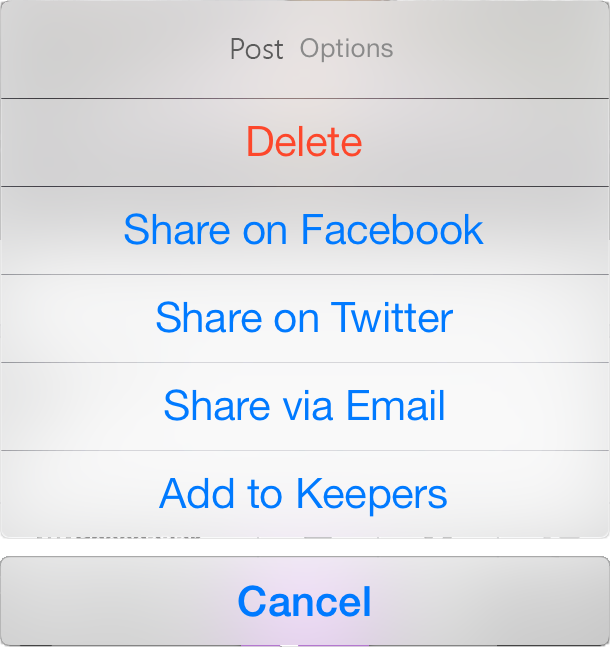 Post Options
Delete
Share on Facebook
Share on Twitter
Share via Email
Add to Keepers
Cancel